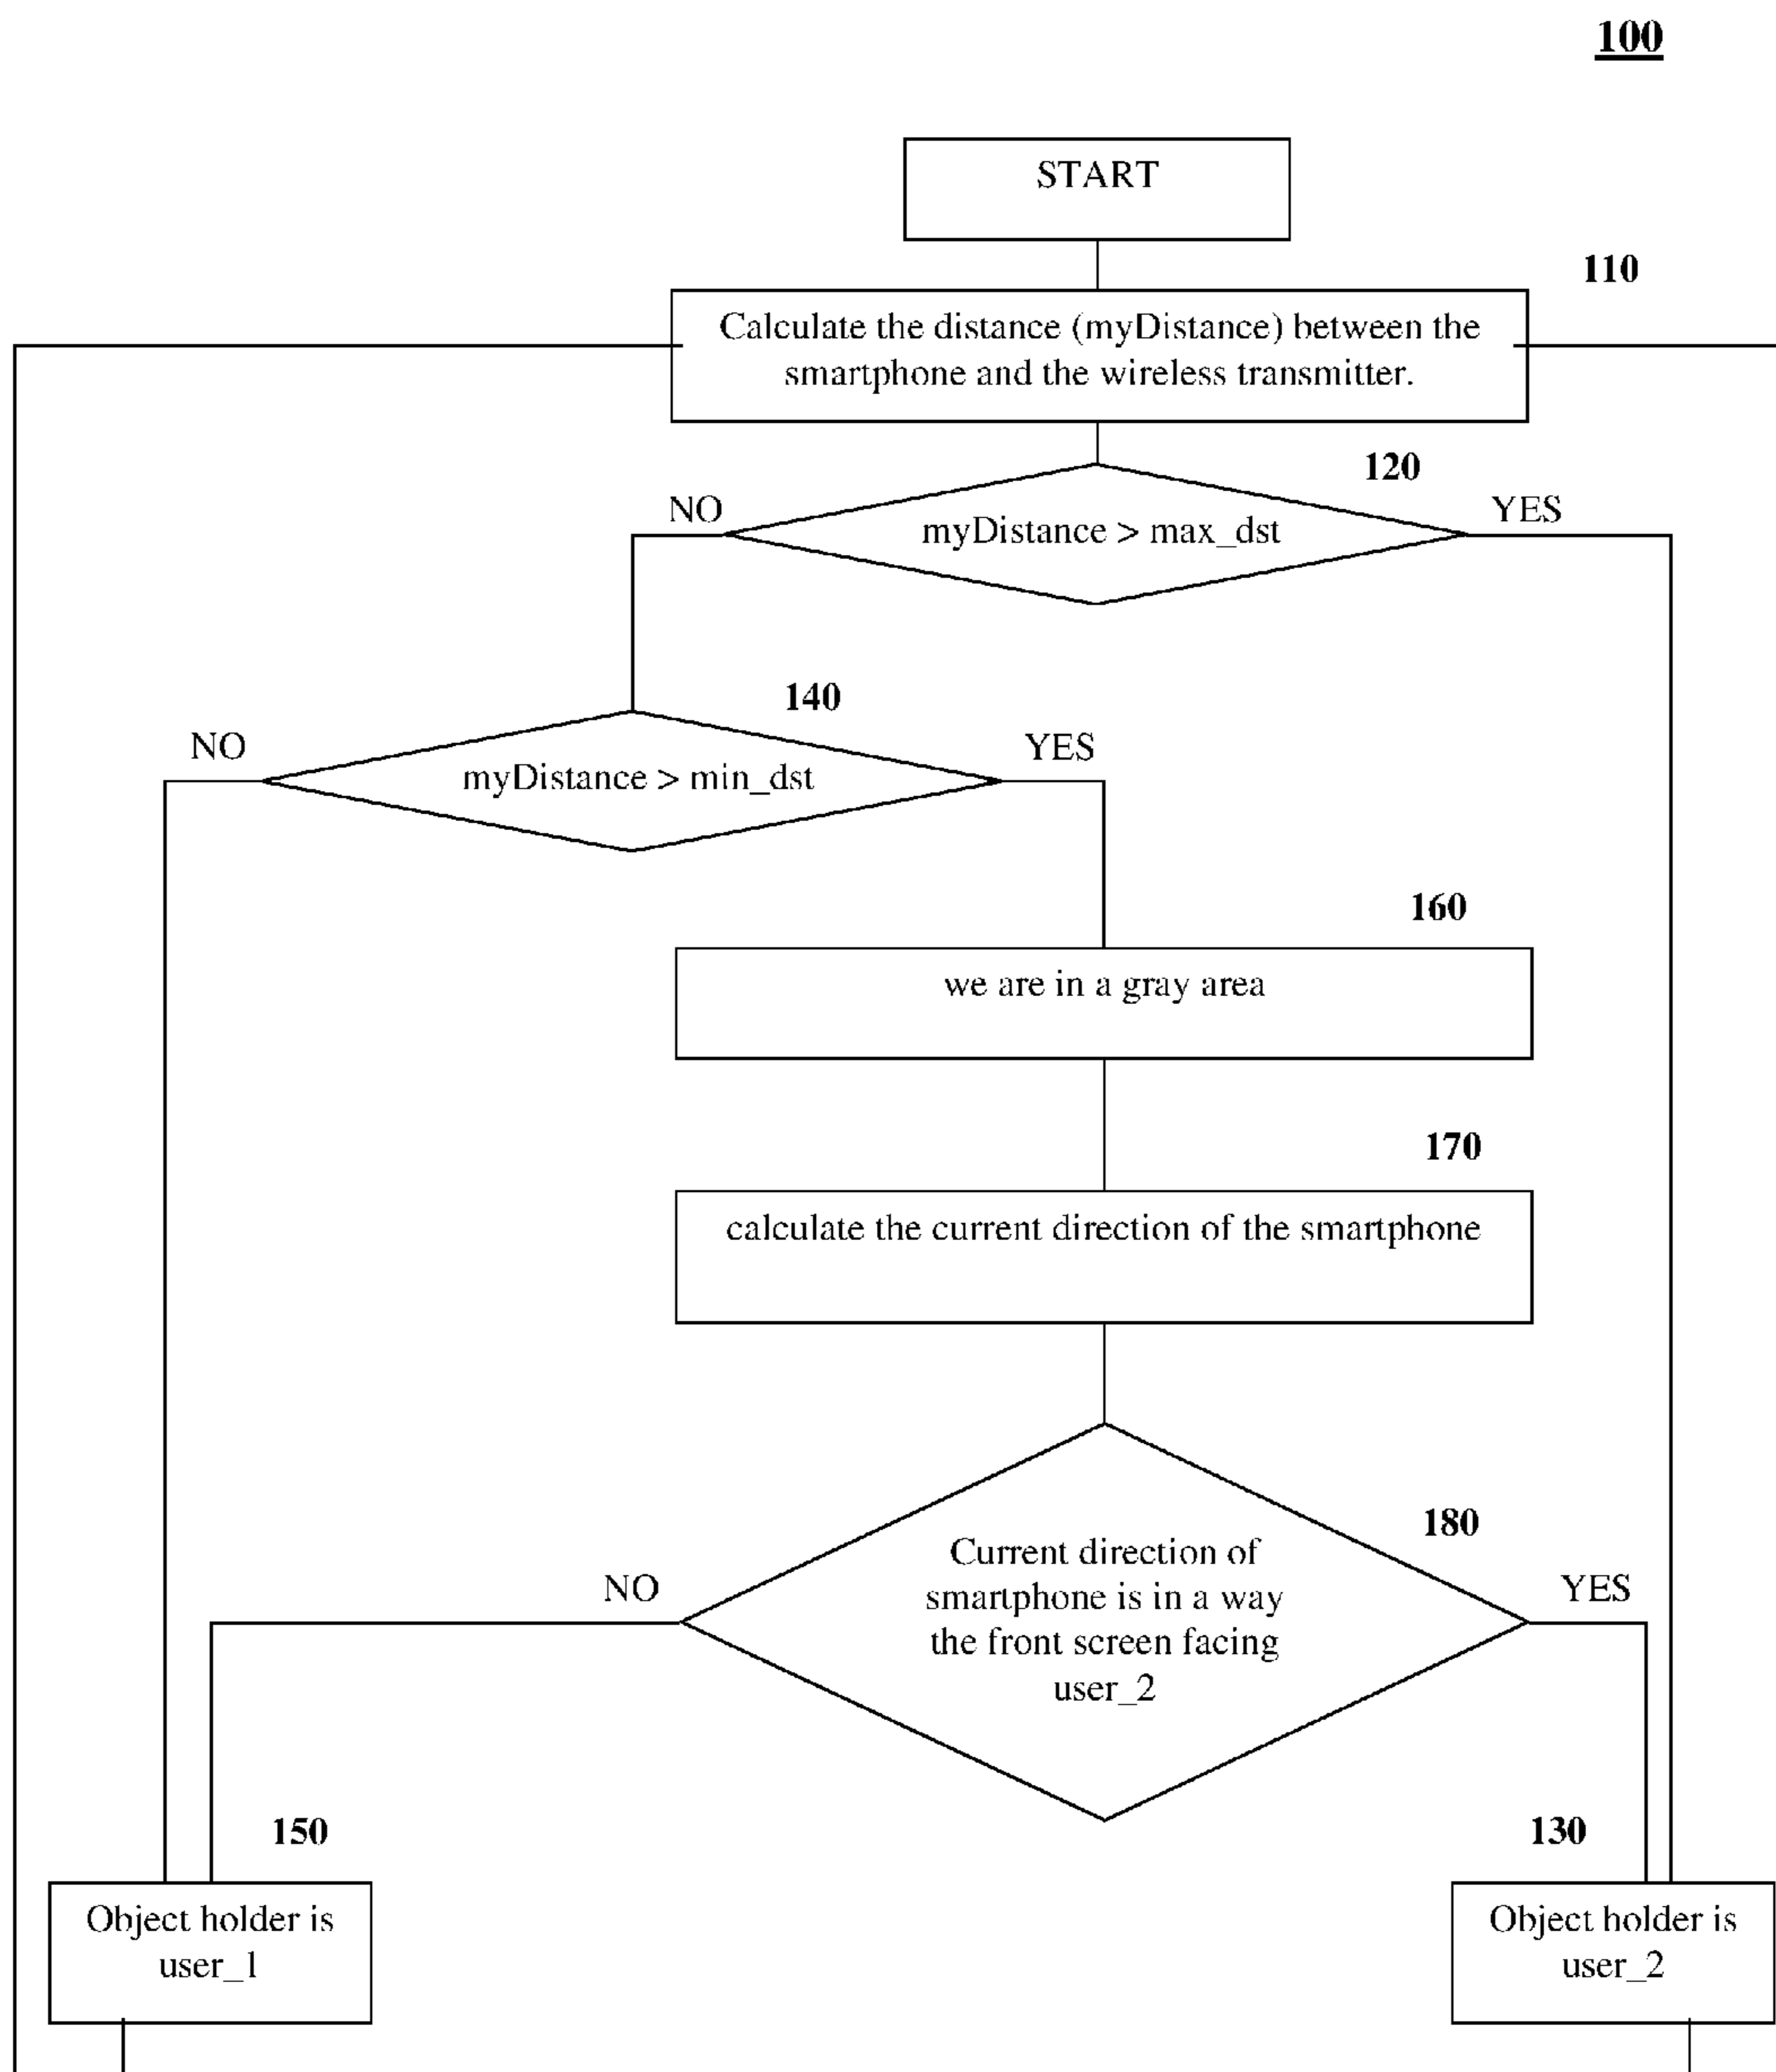 100
START
110
Calculate the distance (myDistance) between the
smartphone and the wireless transmitter.
120
NO
YES
myDistance > max_dst
140
NO
YES
myDistance > min_dst
160
we are in a gray area
170
calculate the current direction of the smartphone
180
Current direction of
smartphone is in a way
the front screen facing
user_2
NO
YES
150
130
Object holder is
user_1
Object holder is
user_2